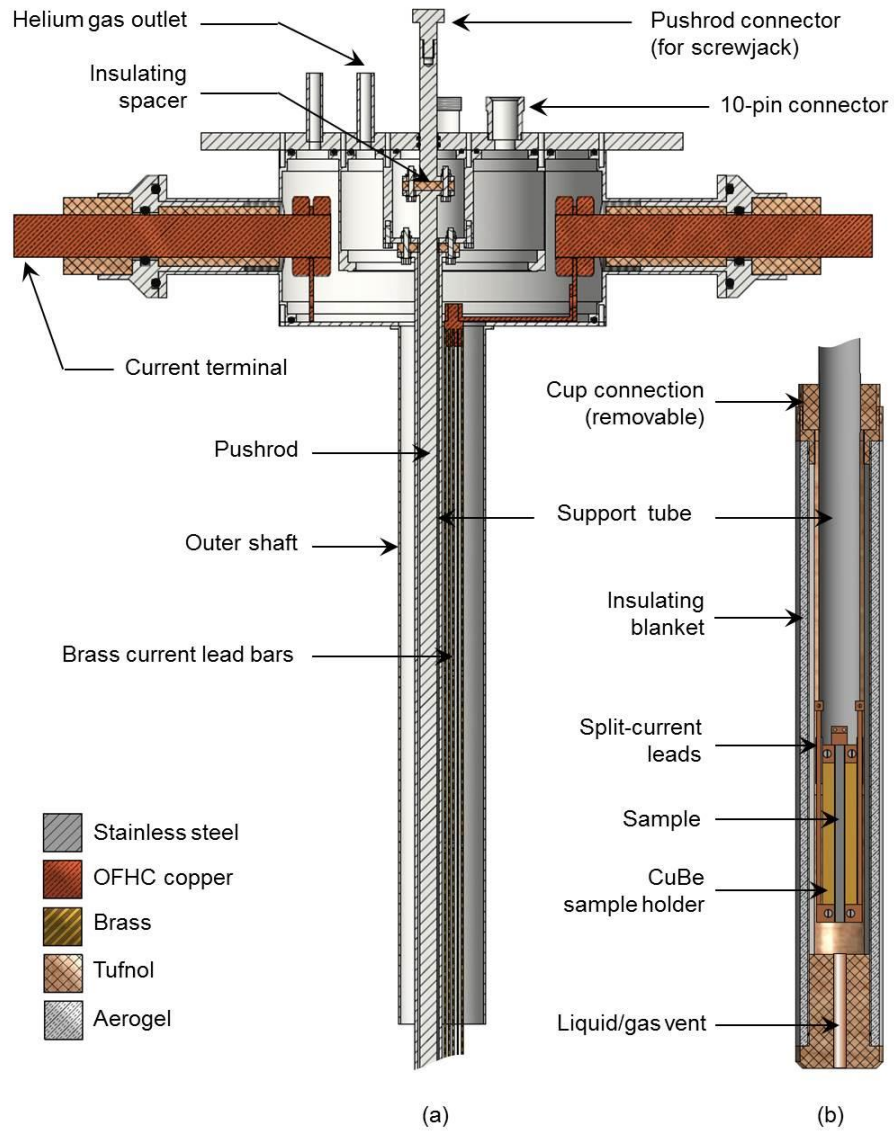 Helium gas outlet
Pushrod connector
(for screwjack)
Insulating
spacer
10-pin connector
Current terminal
Cup connection
(removable)
Pushrod
Support tube
Outer shaft
Insulating
blanket
Brass current lead bars
Split-current
leads
Sample
CuBe
sample holder
Liquid/gas vent
Stainless steel
OFHC copper
Brass
Tufnol
Aerogel
(a)
(b)